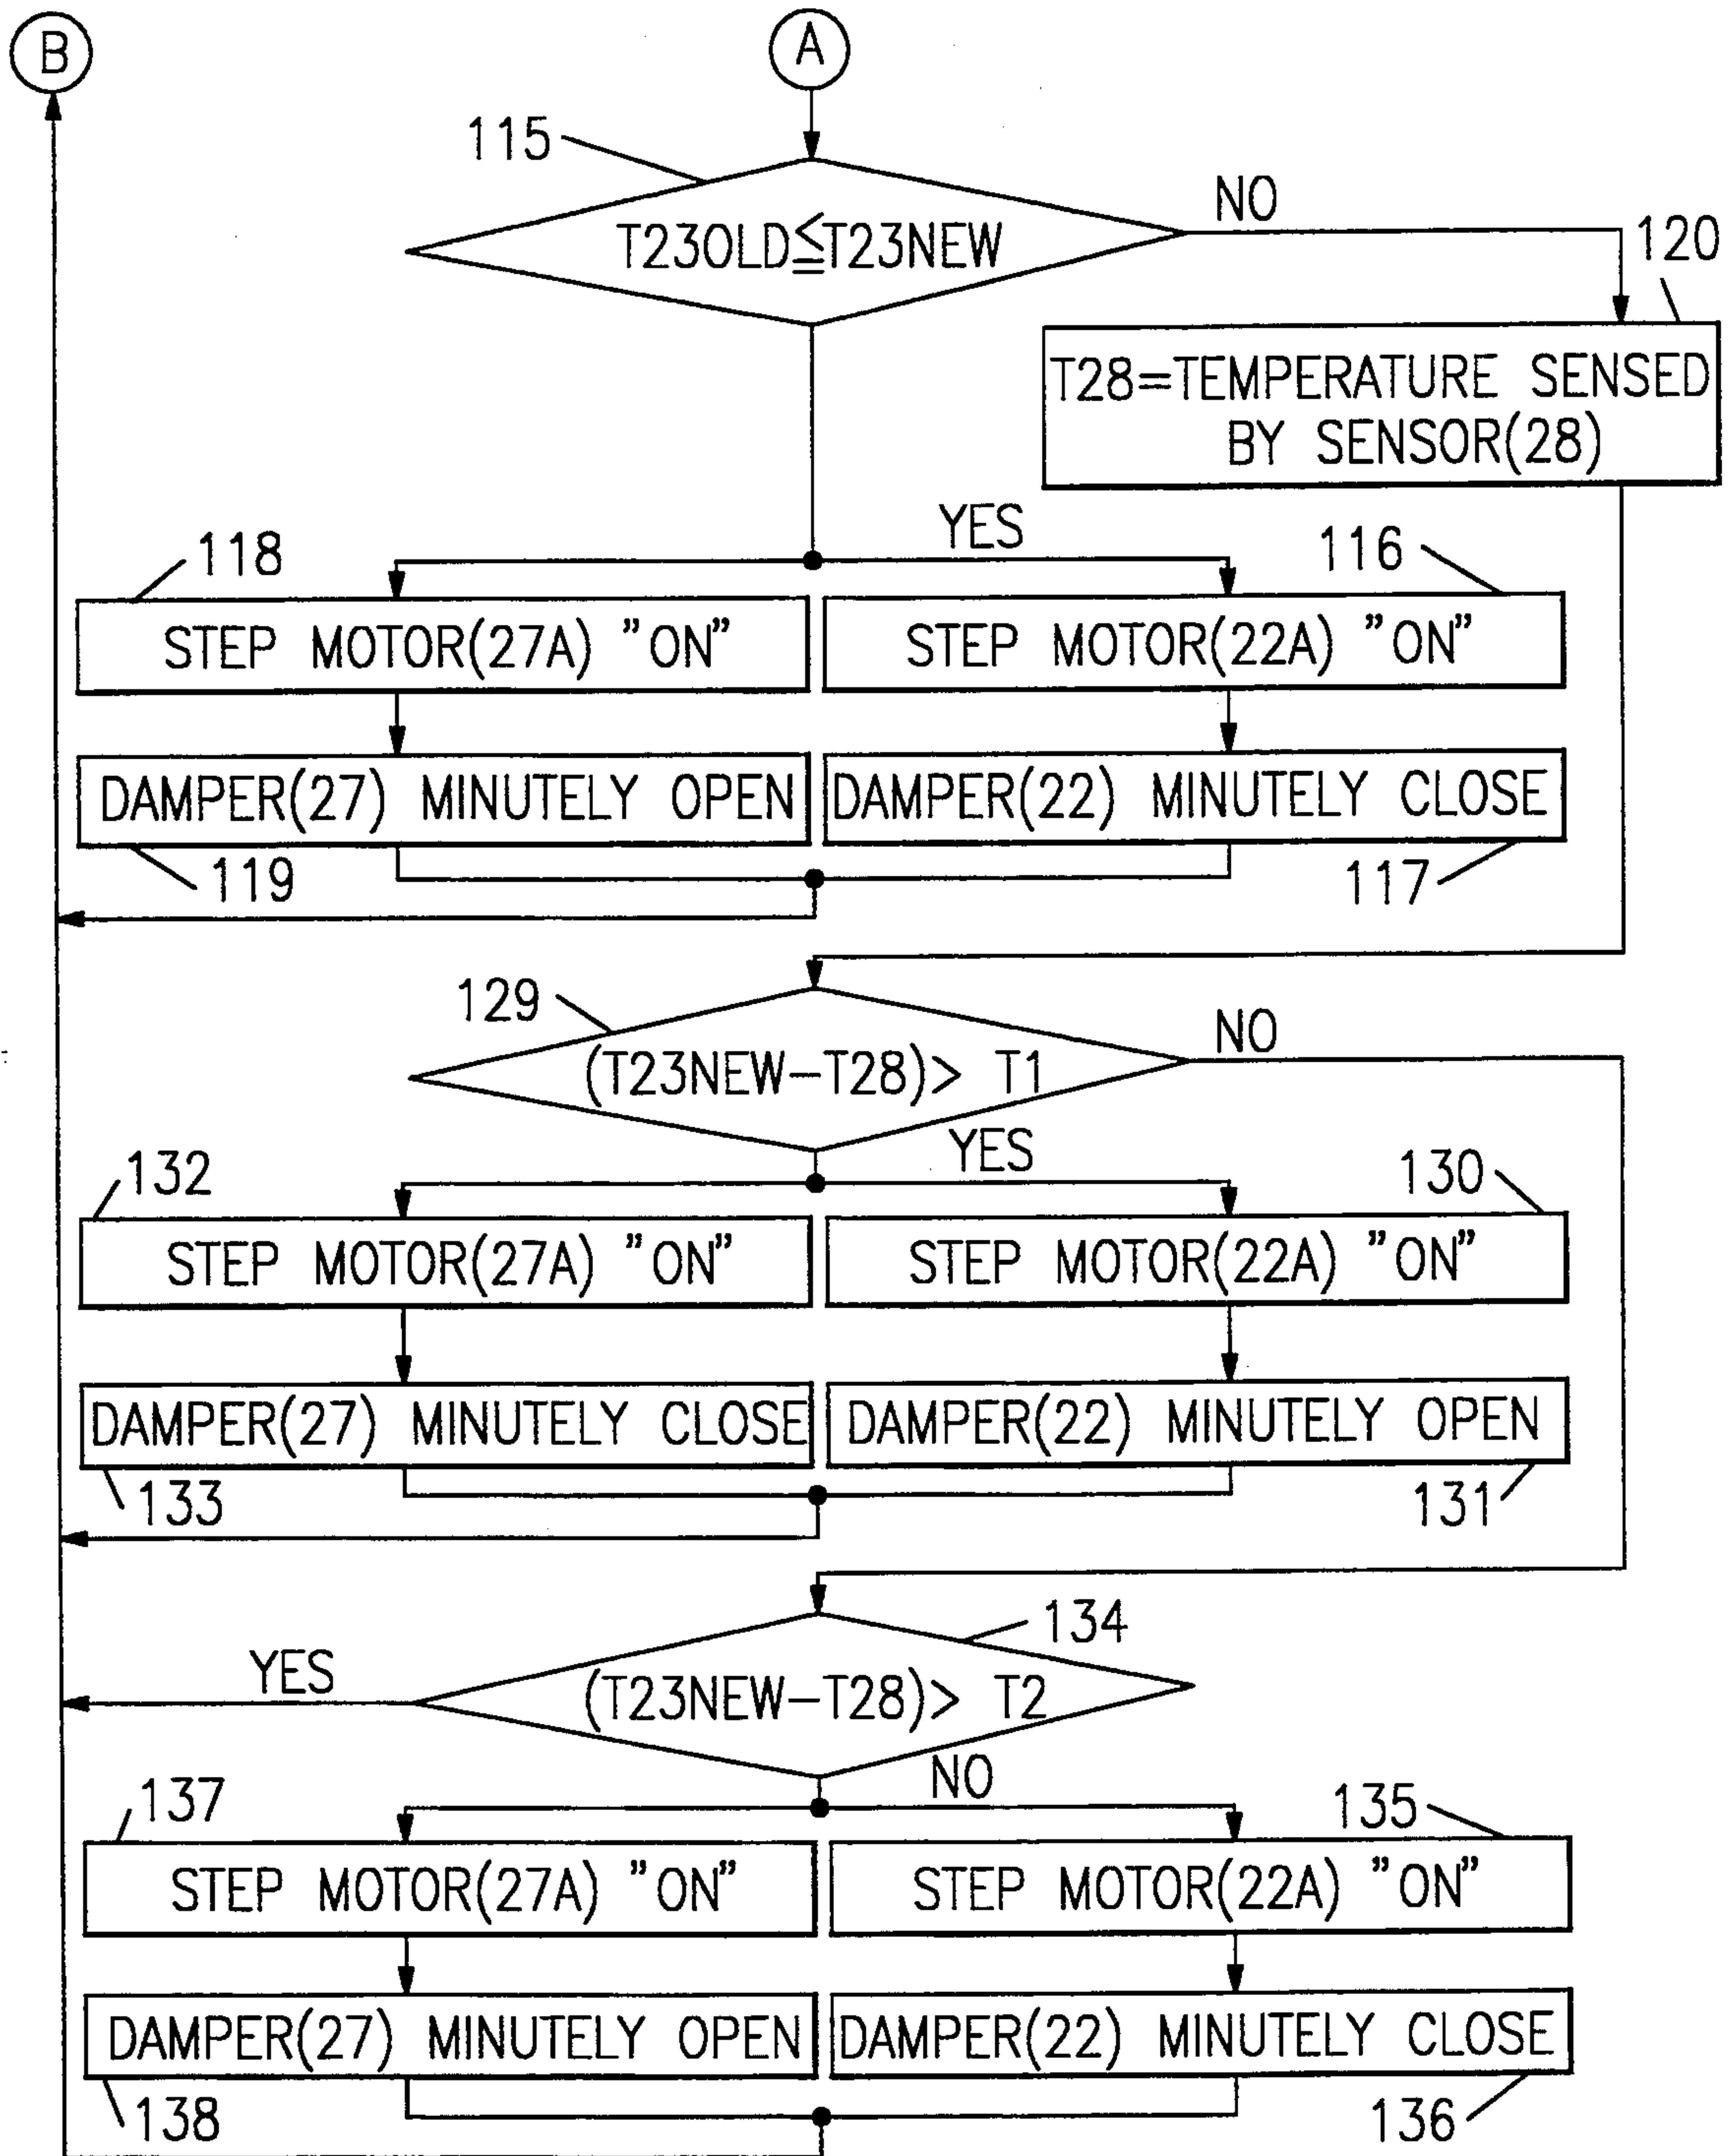 B
A
115
T23OLD≦T23NEW
NO
120
T28=TEMPERATURE SENSED
BY SENSOR(28)
YES
118
116
STEP MOTOR(27A) "ON"
STEP MOTOR(22A) "ON"
DAMPER(27) MINUTELY OPEN
DAMPER(22) MINUTELY CLOSE
119
117
129
(T23NEW-T28)> T1
NO
YES
132
130
STEP MOTOR(27A) "ON"
STEP MOTOR(22A) "ON"
DAMPER(27) MINUTELY CLOSE
DAMPER(22) MINUTELY OPEN
133
131
134
YES
(T23NEW-T28)> T2
NO
137
135
STEP MOTOR(27A) "ON"
STEP MOTOR(22A) "ON"
DAMPER(27) MINUTELY OPEN
DAMPER(22) MINUTELY CLOSE
138
136